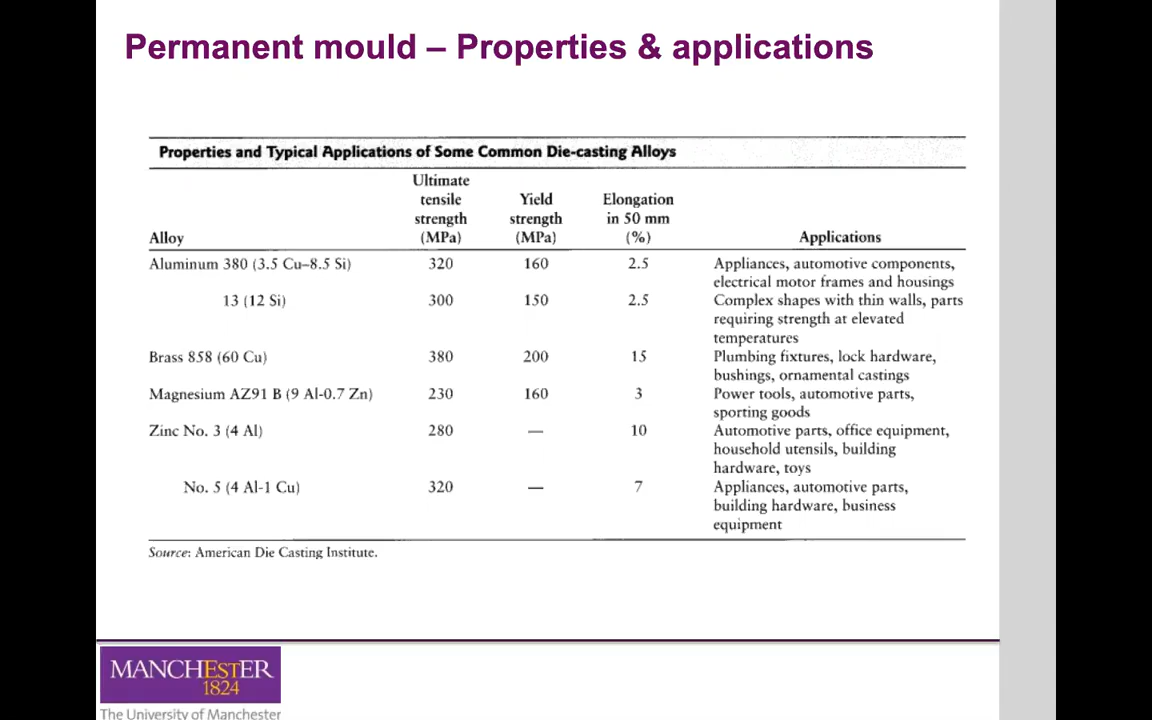 Permanent mould – Properties & applications
Properties and Typical Applications of Some Common Die-casting Alloys
Alloy
Ultimate
tensile
strength
(MPa)
Yield
strength
(MPa)
Elongation
in 50 mm
(%)
Applications
Aluminum 380 (3.5 Cu–8.5 Si) 320 160 2.5 Appliances, automotive components,
electrical motor frames and housings
13 (12 Si) 300 150 2.5 Complex shapes with thin walls, parts
requiring strength at elevated
temperatures
Brass 858 (60 Cu) 380 200 15 Plumbing fixtures, lock hardware,
bushings, ornamental castings
Magnesium AZ91 B (9 Al-0.7 Zn) 230 160 3 Power tools, automotive parts,
sporting goods
Zinc No. 3 (4 Al) 280 — 10 Automotive parts, office equipment,
household utensils, building
hardware, toys
No. 5 (4 Al-1 Cu) 320 — 7 Appliances, automotive parts,
building hardware, business
equipment
Source: American Die Casting Institute.
MANCHESTER
1824
The University of Manchester